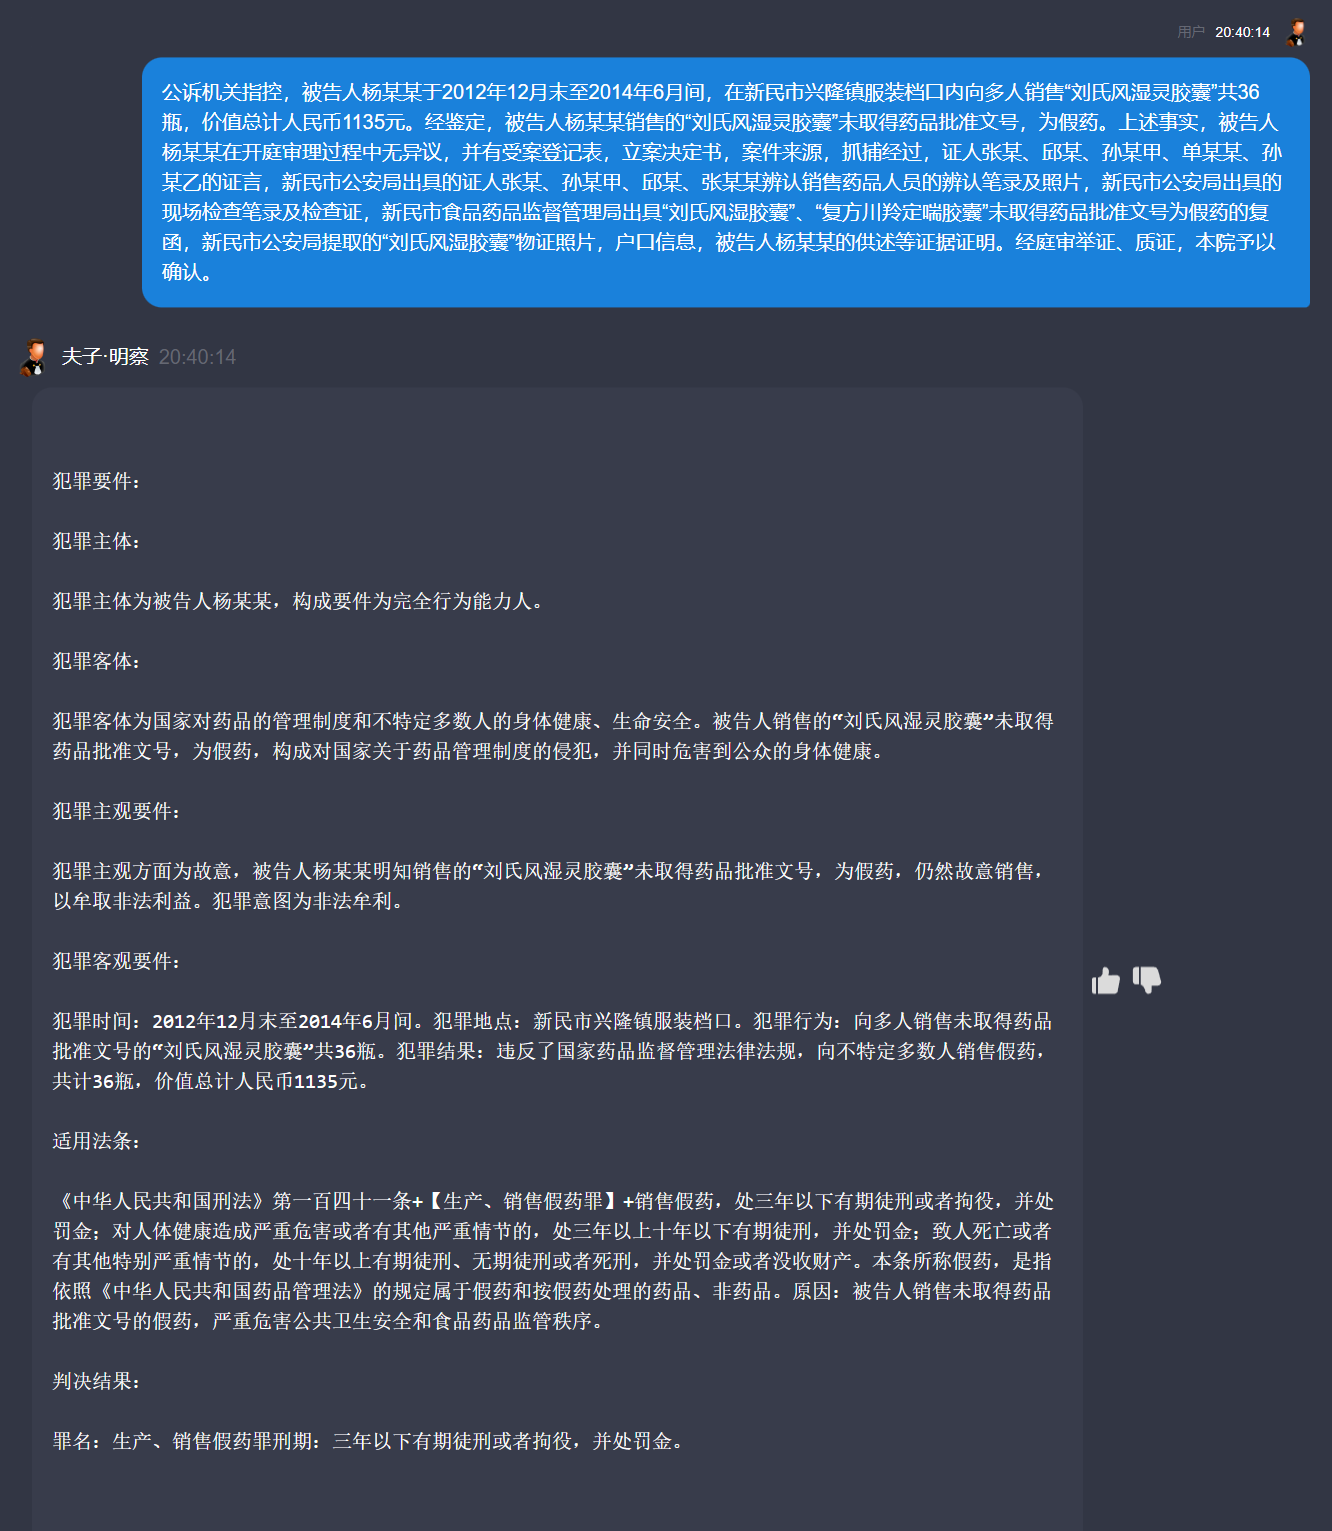 用户 20:40:14
公诉机关指控，被告人杨某某于2012年12月末至2014年6月间，在新民市兴隆镇服装档口内向多人销售“刘氏风湿灵胶囊”共36
瓶，价值总计人民币1135元。经鉴定，被告人杨某某销售的“刘氏风湿灵胶囊”未取得药品批准文号，为假药。上述事实，被告人
杨某某在开庭审理过程中无异议，并有受案登记表，立案决定书，案件来源，抓捕经过，证人张某、邱某、孙某甲、单某某、孙
某乙的证言，新民市公安局出具的证人张某、孙某甲、邱某、张某某辨认销售药品人员的辨认笔录及照片，新民市公安局出具的
现场检查笔录及检查证，新民市食品药品监督管理局出具“刘氏风湿胶囊”、“复方川羚定喘胶囊”未取得药品批准文号为假药的复
函，新民市公安局提取的“刘氏风湿胶囊”物证照片，户口信息，被告人杨某某的供述等证据证明。经庭审举证、质证，本院予以
确认。
夫子·明察 20:40:14
犯罪要件：
犯罪主体：
犯罪主体为被告人杨某某，构成要件为完全行为能力人。
犯罪客体：
犯罪客体为国家对药品的管理制度和不特定多数人的身体健康、生命安全。被告人销售的“刘氏风湿灵胶囊”未取得
药品批准文号，为假药，构成对国家关于药品管理制度的侵犯，并同时危害到公众的身体健康。
犯罪主观要件：
犯罪主观方面为故意，被告人杨某某明知销售的“刘氏风湿灵胶囊”未取得药品批准文号，为假药，仍然故意销售，
以牟取非法利益。犯罪意图为非法牟利。
犯罪客观要件：
犯罪时间：2012年12月末至2014年6月间。犯罪地点：新民市兴隆镇服装档口。犯罪行为：向多人销售未取得药品
批准文号的“刘氏风湿灵胶囊”共36瓶。犯罪结果：违反了国家药品监督管理法律法规，向不特定多数人销售假药，
共计36瓶，价值总计人民币1135元。
适用法条：
《中华人民共和国刑法》第一百四十一条+【生产、销售假药罪】+销售假药，处三年以下有期徒刑或者拘役，并处
罚金；对人体健康造成严重危害或者有其他严重情节的，处三年以上十年以下有期徒刑，并处罚金；致人死亡或者
有其他特别严重情节的，处十年以上有期徒刑、无期徒刑或者死刑，并处罚金或者没收财产。本条所称假药，是指
依照《中华人民共和国药品管理法》的规定属于假药和按假药处理的药品、非药品。原因：被告人销售未取得药品
批准文号的假药，严重危害公共卫生安全和食品药品监管秩序。
判决结果：
罪名：生产、销售假药罪刑期：三年以下有期徒刑或者拘役，并处罚金。